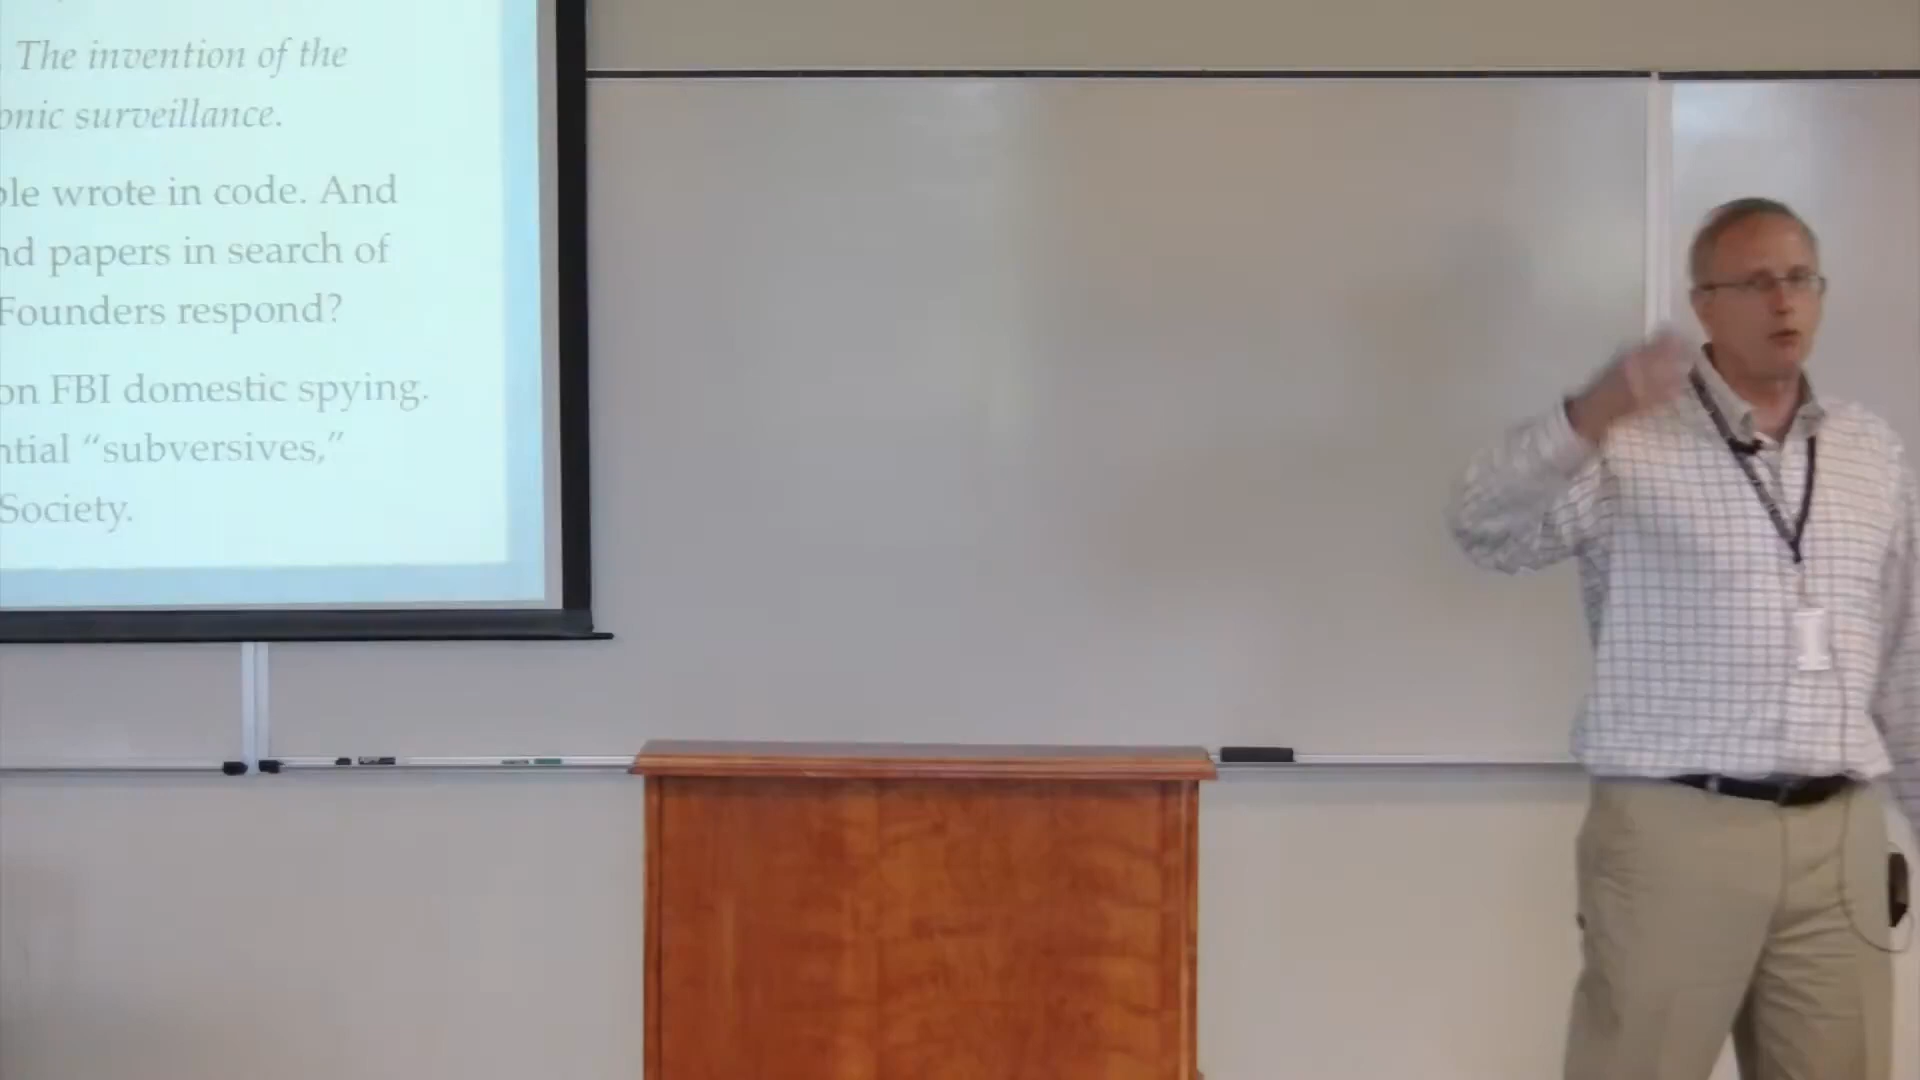 The invention of the
onic surveillance.
ple wrote in code. And
nd papers in search of
Founders respond?
on FBI domestic spying.
ntial “subversives,”
Society.